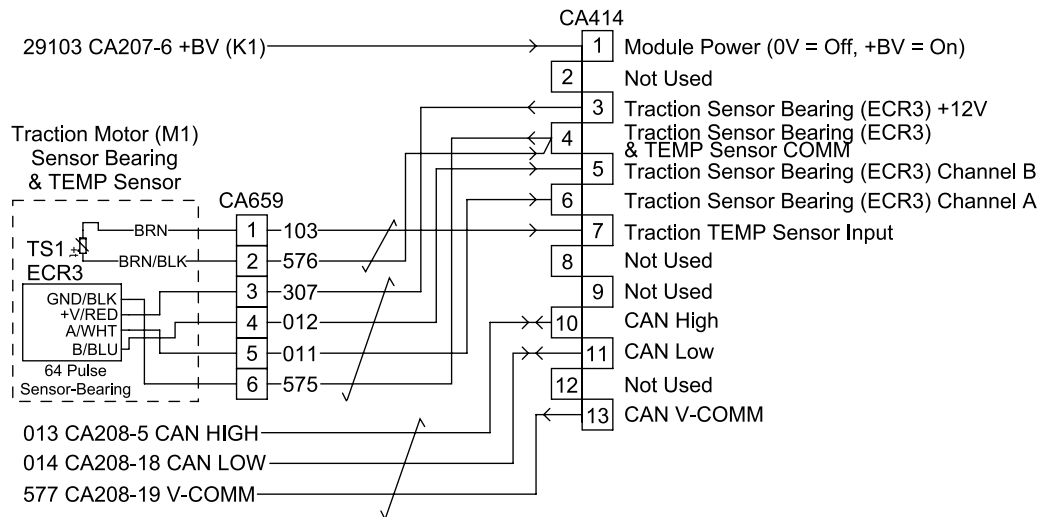 CA414
29103 CA207-6 +BV (K1)
1 Module Power (0V = Off, +BV = On)
2 Not Used
3 Traction Sensor Bearing (ECR3) +12V
4 Traction Sensor Bearing (ECR3)
& TEMP Sensor COMM
5 Traction Sensor Bearing (ECR3) Channel B
6 Traction Sensor Bearing (ECR3) Channel A
7 Traction TEMP Sensor Input
8 Not Used
9 Not Used
10 CAN High
11 CAN Low
12 Not Used
13 CAN V-COMM
Traction Motor (M1)
Sensor Bearing
& TEMP Sensor
CA659
TS1
BRN 1 103
BRN/BLK 2 576
ECR3
GND/BLK
+V/RED
A/WHT
B/BLU
3 307
4 012
5 011
6 575
64 Pulse
Sensor-Bearing
013 CA208-5 CAN HIGH
014 CA208-18 CAN LOW
577 CA208-19 V-COMM